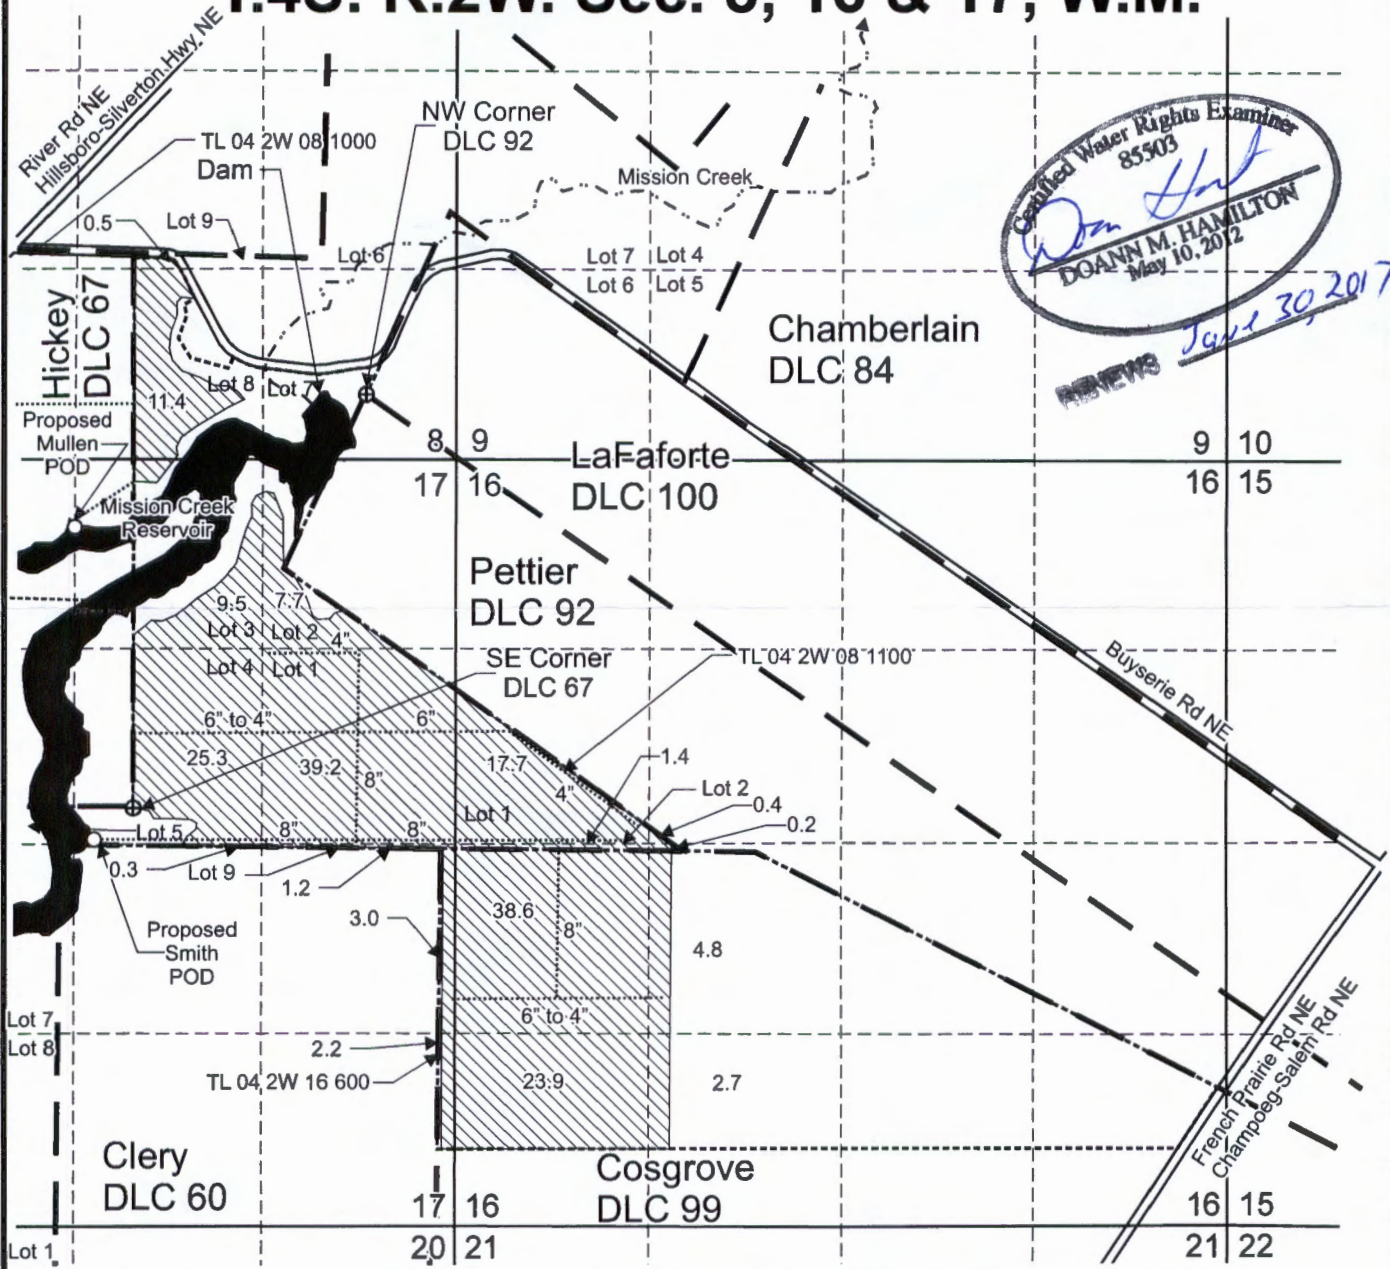 T.4S. R.2W. Sec. 8, 16 & 17, W.M.
River Rd NE
Hillsboro-Silverton Hwy NE
TL 04 2W 08 1000
Dam
NW Corner
DLC 92
Mission Creek
Certified Water Rights Examiner
85503
Doann M. Hamilton
DOANN M. HAMILTON
May 10, 2012
RENEWS June 30, 2017
0.5
Lot 9
Lot 6
Lot 7
Lot 4
Lot 6
Lot 5
Hickey
DLC 67
Chamberlain
DLC 84
Lot 8
Lot 7
11.4
Proposed
Mullen
POD
8
9
17
16
LaFaforte
DLC 100
9
10
16
15
Mission Creek
Reservoir
Pettier
DLC 92
9.5
7.7
Lot 3
Lot 2
4"
Lot 4
Lot 1
SE Corner
DLC 67
TL 04 2W 08 1100
Buyserie Rd NE
6" to 4"
6"
25.3
39.2
8"
17.7
4"
1.4
Lot 2
0.4
0.2
Lot 1
Lot 5
8"
8"
0.3
Lot 9
1.2
3.0
38.6
8"
4.8
Proposed
Smith
POD
6" to 4"
Lot 7
Lot 8
2.2
TL 04 2W 16 600
23.9
2.7
French Prairie Rd NE
Champoeg-Salem Rd NE
Clery
DLC 60
Cosgrove
DLC 99
17
16
20
21
16
15
21
22
Lot 1